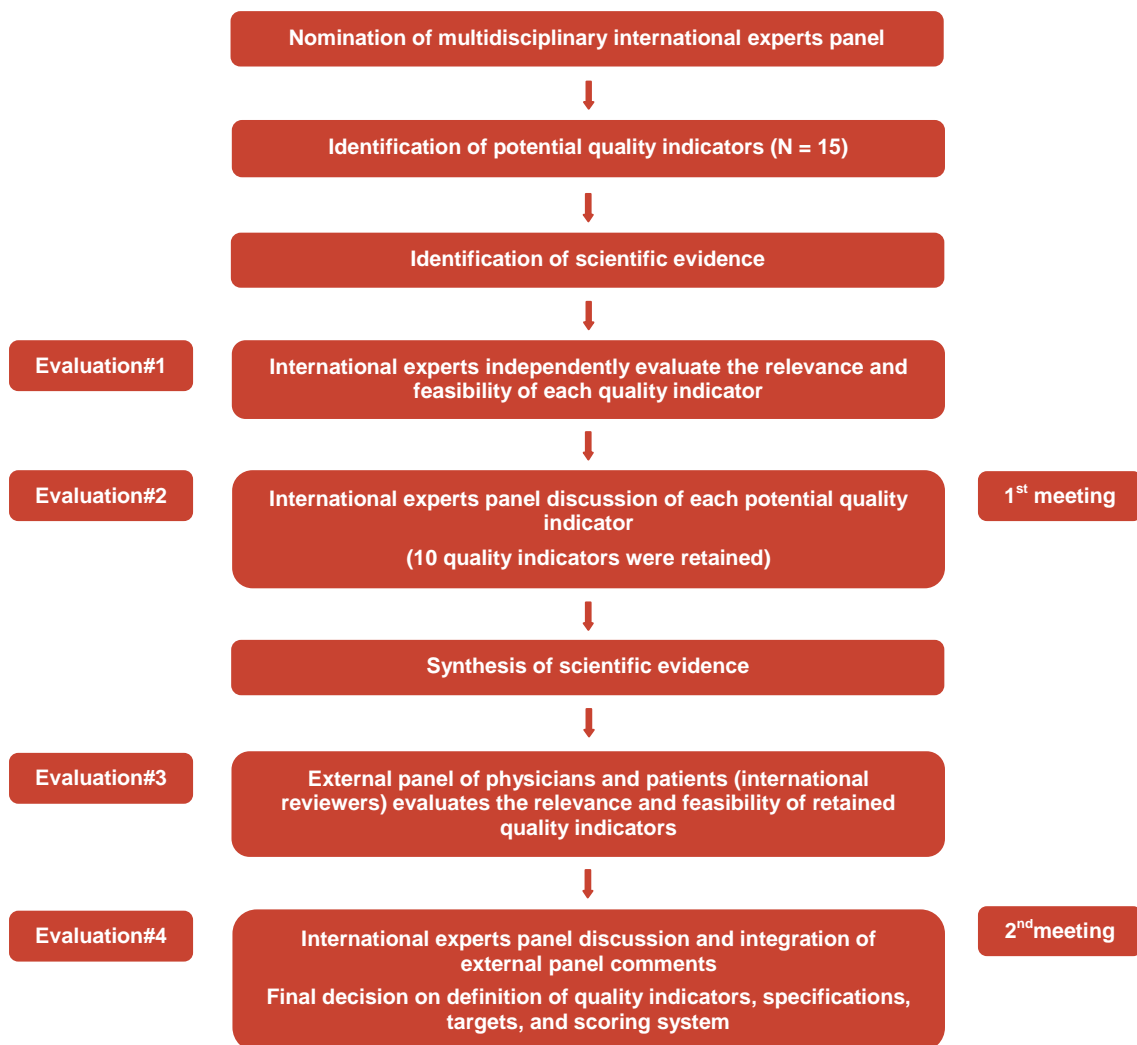 Nomination of multidisciplinary international experts panel
Identification of potential quality indicators (N = 15)
Identification of scientific evidence
Evaluation#1
International experts independently evaluate the relevance and
feasibility of each quality indicator
Evaluation#2
International experts panel discussion of each potential quality
indicator
(10 quality indicators were retained)
1st meeting
Synthesis of scientific evidence
Evaluation#3
External panel of physicians and patients (international
reviewers) evaluates the relevance and feasibility of retained
quality indicators
Evaluation#4
International experts panel discussion and integration of
external panel comments
Final decision on definition of quality indicators, specifications,
targets, and scoring system
2ndmeeting